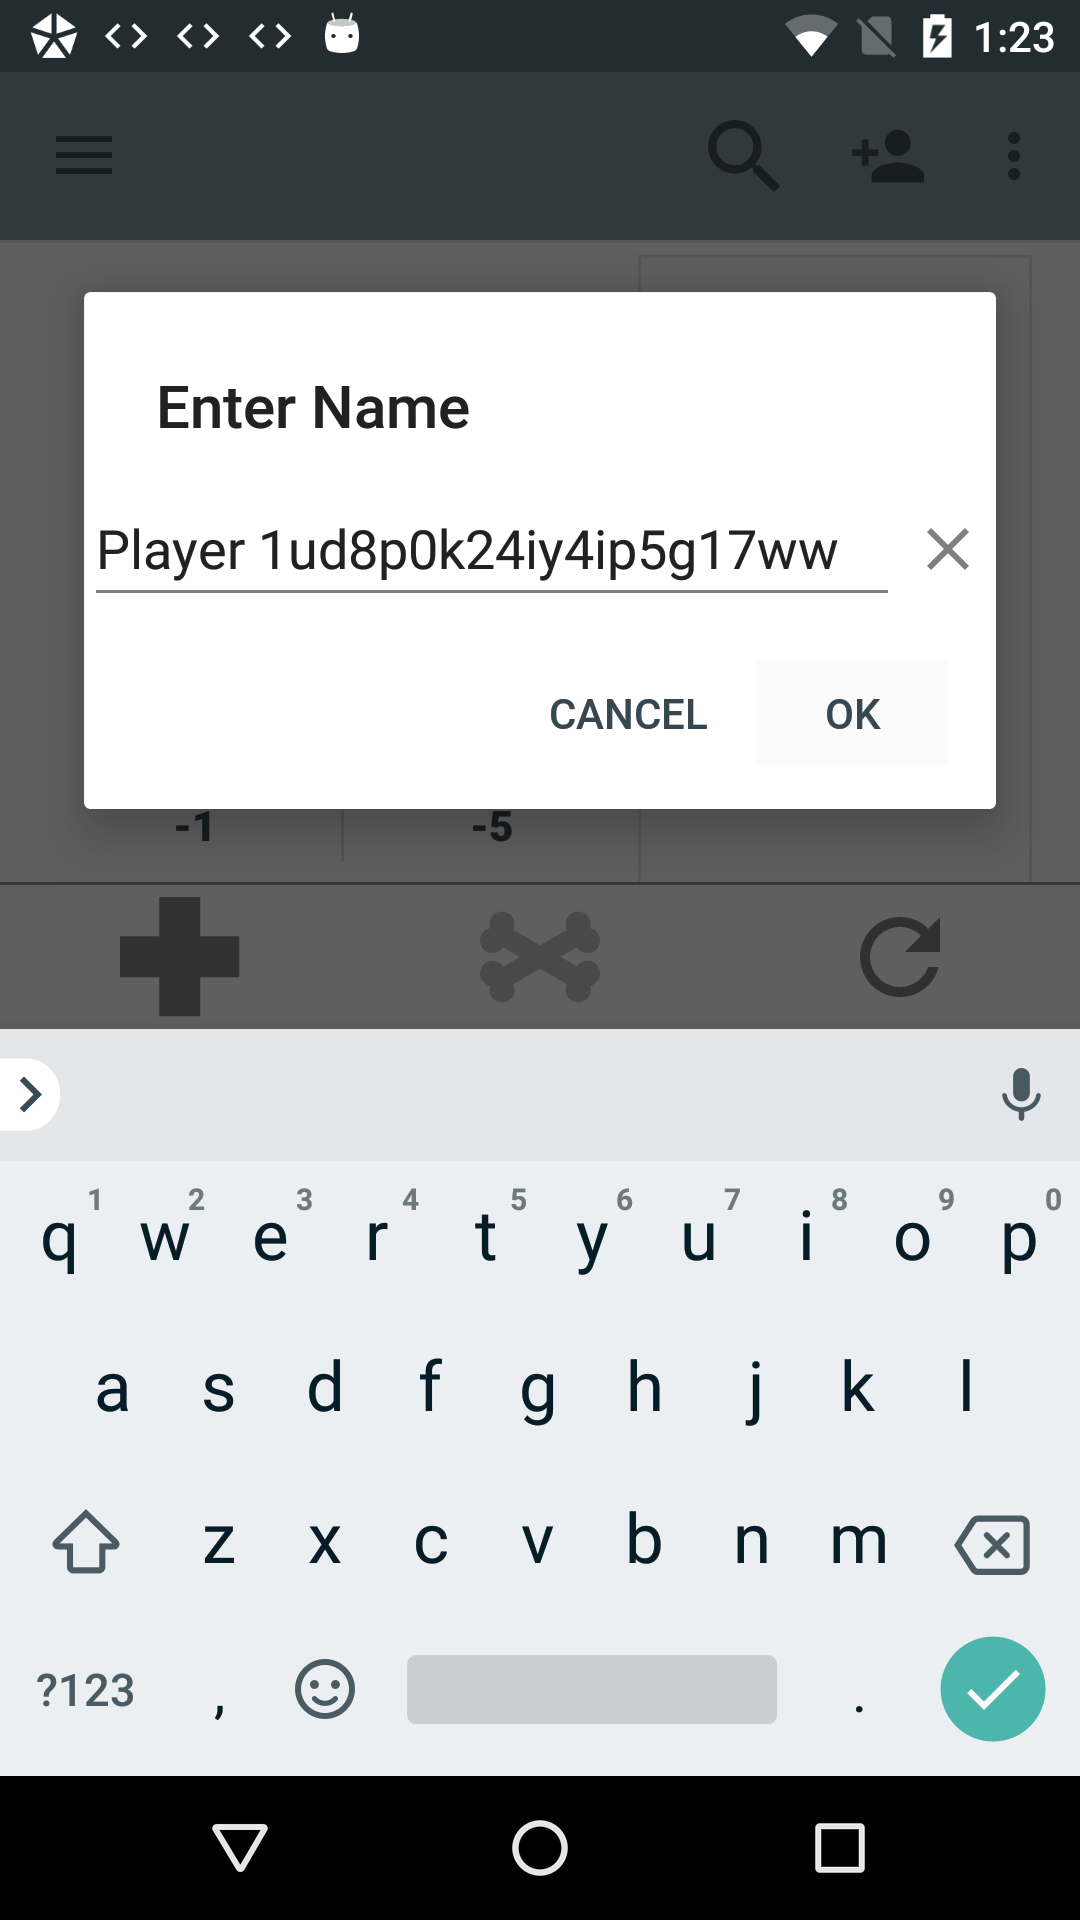 1:23
Enter Name
Player 1ud8p0k24iy4ip5g17ww
CANCEL OK
-1 -5
1 2 3 4 5 6 7 8 9 0
q w e r t y u i o p
a s d f g h j k l
z x c v b n m
?123 , .